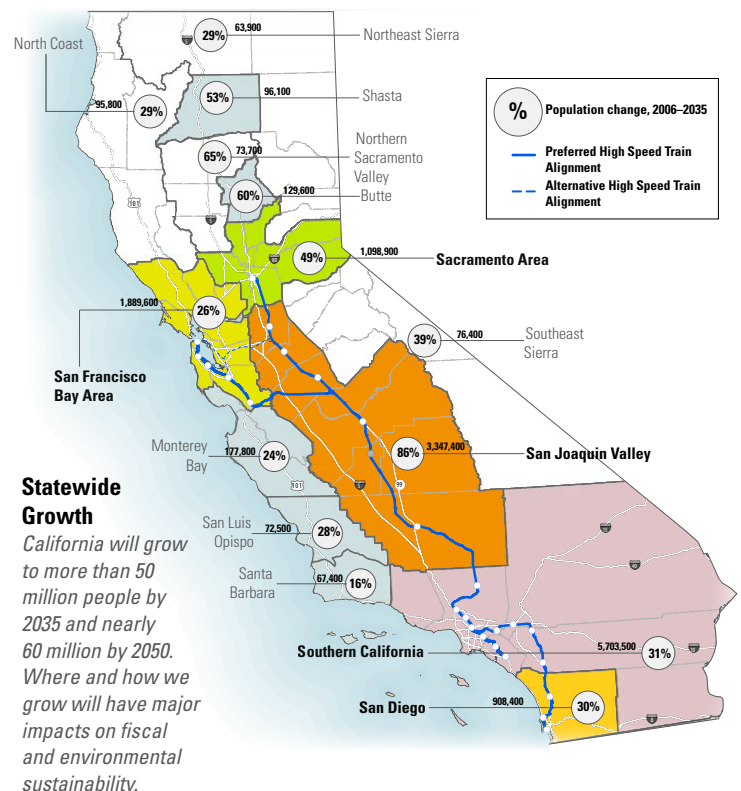 29%
63,900
Northeast Sierra
North Coast
53%
96,100
Shasta
95,800
29%
%
Population change, 2006–2035
Preferred High Speed Train
Alignment
Alternative High Speed Train
Alignment
65%
73,700
Northern
Sacramento
Valley
60%
129,600
Butte
101
5
49%
1,098,900
Sacramento Area
1,889,600
26%
San Francisco
Bay Area
39%
76,400
Southeast
Sierra
Monterey
Bay
177,800
24%
86%
3,347,400
San Joaquin Valley
101
5
99
San Luis
Opispo
72,500
28%
Santa
Barbara
67,400
16%
Southern California
5,703,500
31%
San Diego
908,400
30%
Statewide
Growth
California will grow
to more than 50
million people by
2035 and nearly
60 million by 2050.
Where and how we
grow will have major
impacts on fiscal
and environmental
sustainability.